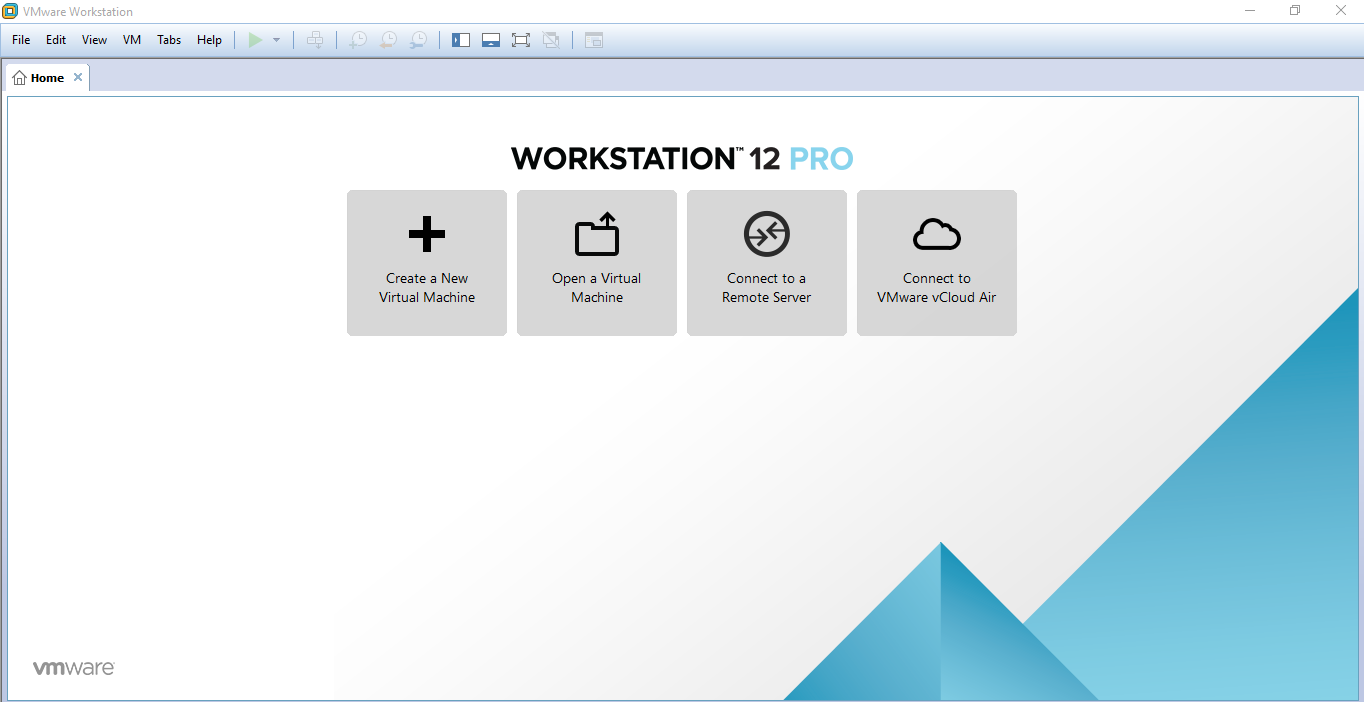 VMware Workstation
File Edit View VM Tabs Help
Home
WORKSTATION™ 12 PRO
Create a New
Virtual Machine
Open a Virtual
Machine
Connect to a
Remote Server
Connect to
VMware vCloud Air
vmware